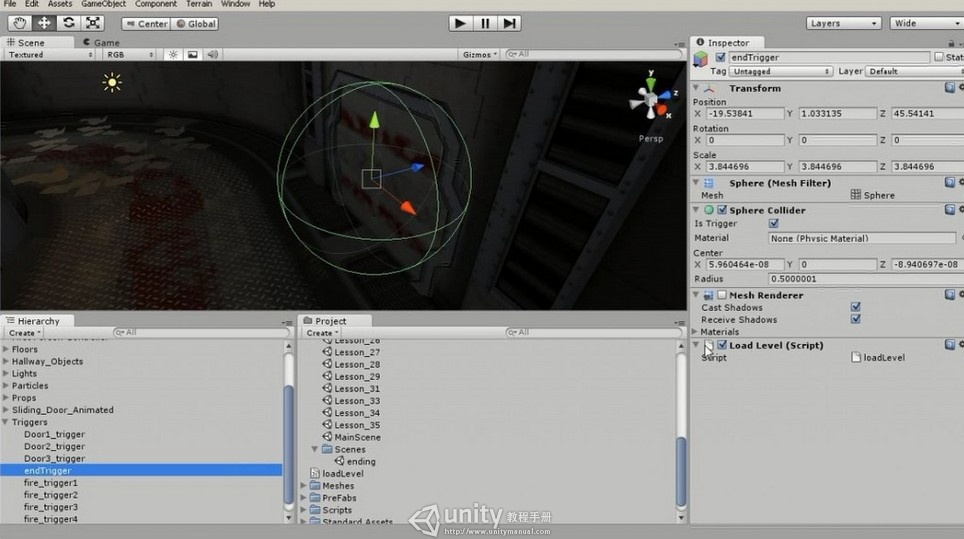 File Edit Assets GameObject Component Terrain Window Help
Center Global Layers Wide
Scene Game
Textured RGB Gizmos All
y
z
x
Persp
Inspector
endTrigger Stat
Tag Untagged Layer Default
Transform
Position
X -19.53841 Y 1.033135 Z 45.54141
Rotation
X 0 Y 0 Z 0
Scale
X 3.844696 Y 3.844696 Z 3.844696
Sphere (Mesh Filter)
Mesh Sphere
Sphere Collider
Is Trigger
Material None (Physic Material)
Center
X 5.960464e-08 Y 0 Z -8.940697e-08
Radius 0.5000001
Mesh Renderer
Cast Shadows
Receive Shadows
Materials
Load Level (Script)
Script loadLevel
Hierarchy
Create All
Floors
Hallway_Objects
Lights
Particles
Props
Sliding_Door_Animated
Triggers
Door1_trigger
Door2_trigger
Door3_trigger
endTrigger
fire_trigger1
fire_trigger2
fire_trigger3
fire_trigger4
Project
Create All
Lesson_26
Lesson_27
Lesson_28
Lesson_29
Lesson_31
Lesson_33
Lesson_34
Lesson_35
MainScene
Scenes
ending
loadLevel
Meshes
PreFabs
Scripts
Standard Assets
unity 教程手册
http://www.unitymanual.com